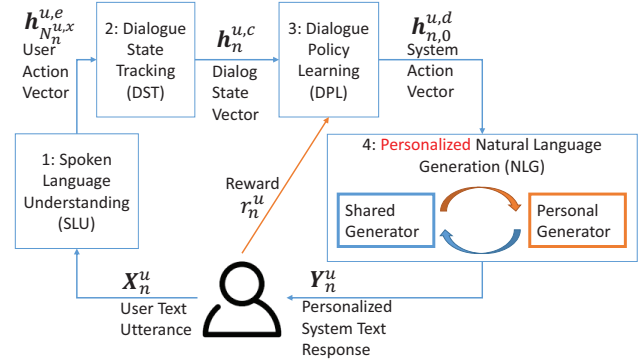 h^{u,e}_{N^{u,x}_n}
User
Action
Vector
2: Dialogue
State
Tracking
(DST)
h^{u,c}_n
Dialog
State
Vector
3: Dialogue
Policy
Learning
(DPL)
h^{u,d}_{n,0}
System
Action
Vector
1: Spoken
Language
Understanding
(SLU)
4: Personalized Natural Language
Generation (NLG)
Shared
Generator
Personal
Generator
Reward
r^u_n
X^u_n
User Text
Utterance
Y^u_n
Personalized
System Text
Response